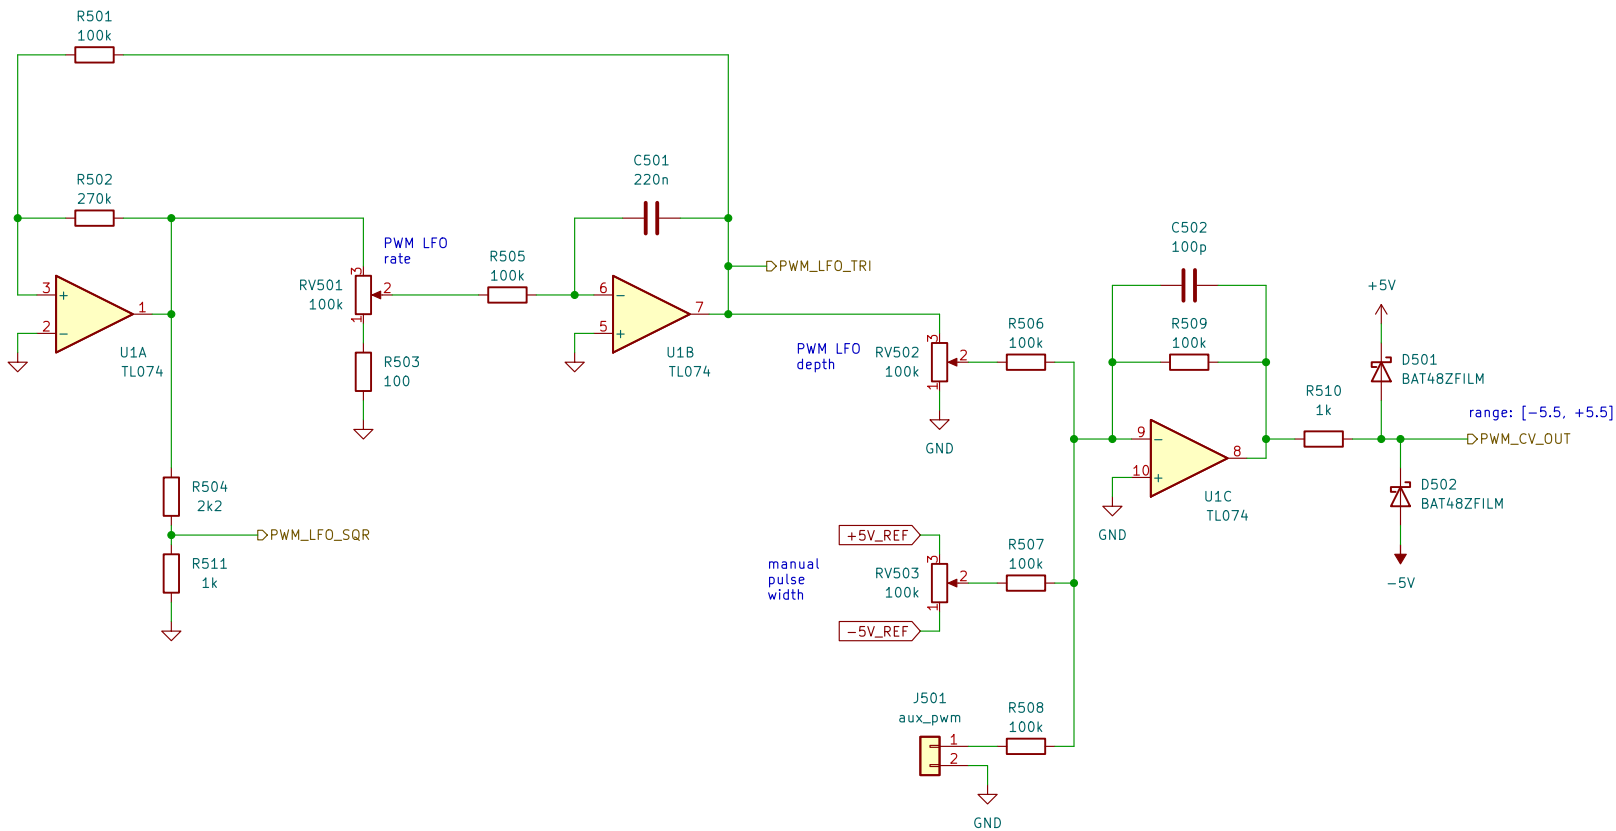 R501
100k
R502
270k
3
+
2
−
1
U1A
TL074
PWM LFO
rate
RV501
100k
3
2
1
R503
100
R504
2k2
PWM_LFO_SQR
R511
1k
R505
100k
C501
220n
6
−
5
+
7
U1B
TL074
PWM_LFO_TRI
PWM LFO
depth
RV502
100k
3
2
1
GND
R506
100k
manual
pulse
width
+5V_REF
RV503
100k
3
2
1
-5V_REF
R507
100k
J501
aux_pwm
1
2
GND
R508
100k
C502
100p
R509
100k
9
−
10
+
8
U1C
TL074
GND
R510
1k
+5V
D501
BAT48ZFILM
range: [-5.5, +5.5]
PWM_CV_OUT
D502
BAT48ZFILM
-5V